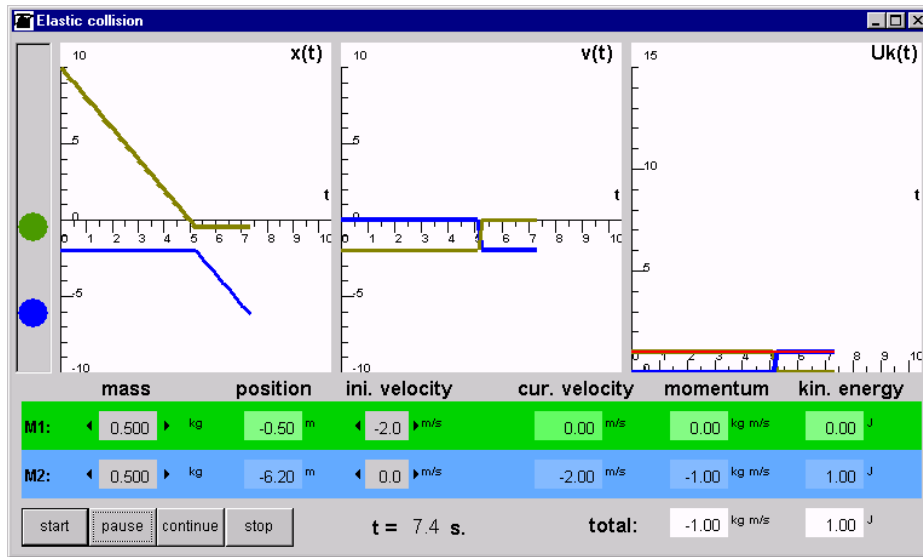 Elastic collision
10 x(t) 10 v(t) 15 Uk(t)
5 5 10
t t t
0 0
0 1 2 3 4 5 6 7 8 9 10 0 1 2 3 4 5 6 7 8 9 10
-5 -5 5
-10 -10 0 1 2 3 4 5 6 7 8 9 10
mass position ini. velocity cur. velocity momentum kin. energy
M1: 0.500 kg -0.50 m -2.0 m/s 0.00 m/s 0.00 kg m/s 0.00 J
M2: 0.500 kg -6.20 m 0.0 m/s -2.00 m/s -1.00 kg m/s 1.00 J
start pause continue stop t = 7.4 s. total: -1.00 kg m/s 1.00 J